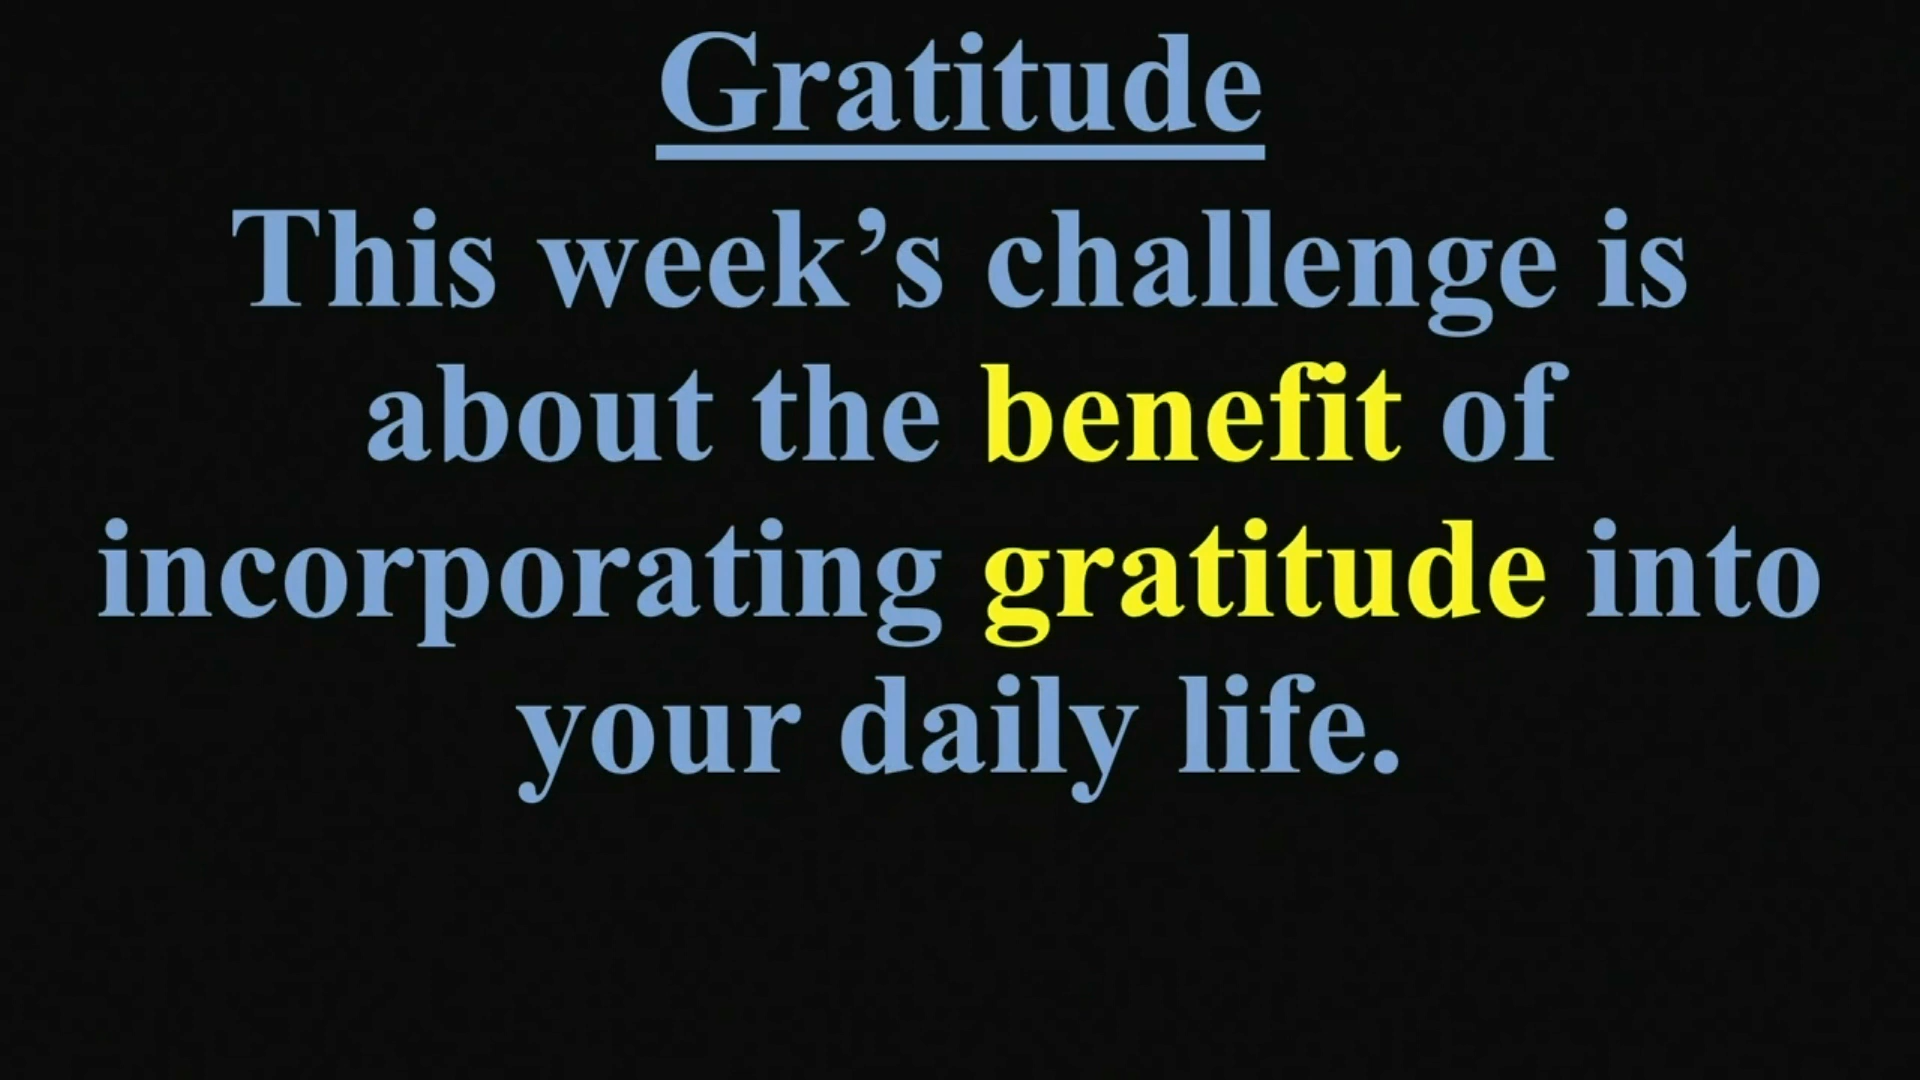 Gratitude
This week’s challenge is
about the benefit of
incorporating gratitude into
your daily life.